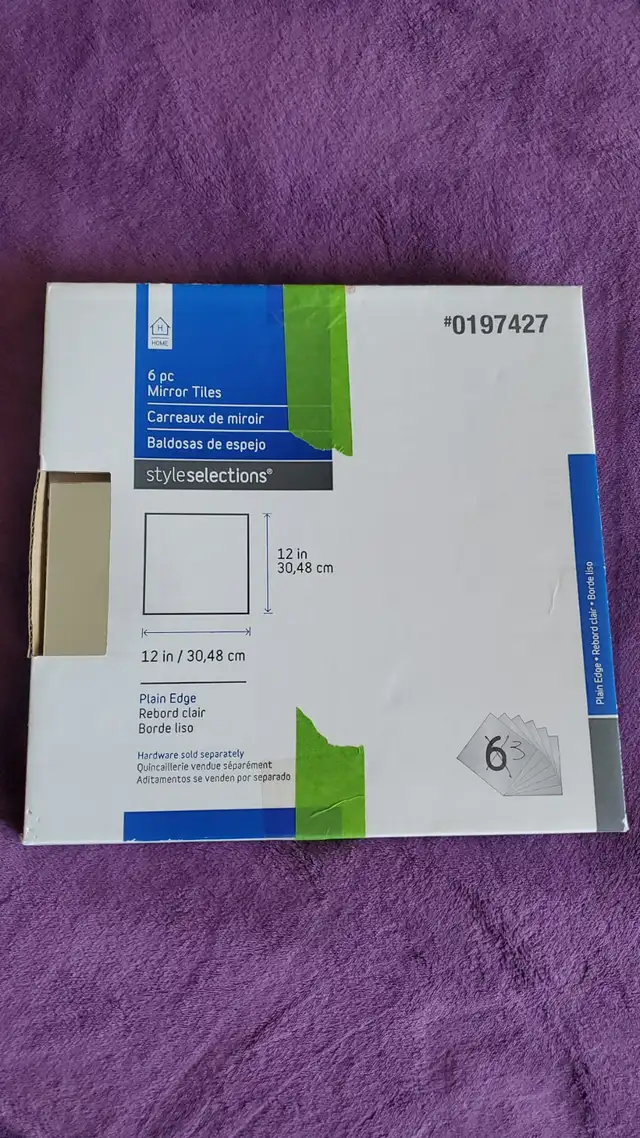 #0197427
H
HOME
6 pc
Mirror Tiles
Carreaux de miroir
Baldosas de espejo
styleselections®
12 in
30,48 cm
12 in / 30,48 cm
Plain Edge
Rebord clair
Borde liso
Hardware sold separately
Quincaillerie vendue séparément
Aditamentos se venden por separado
Plain Edge • Rebord clair • Borde liso
6 3